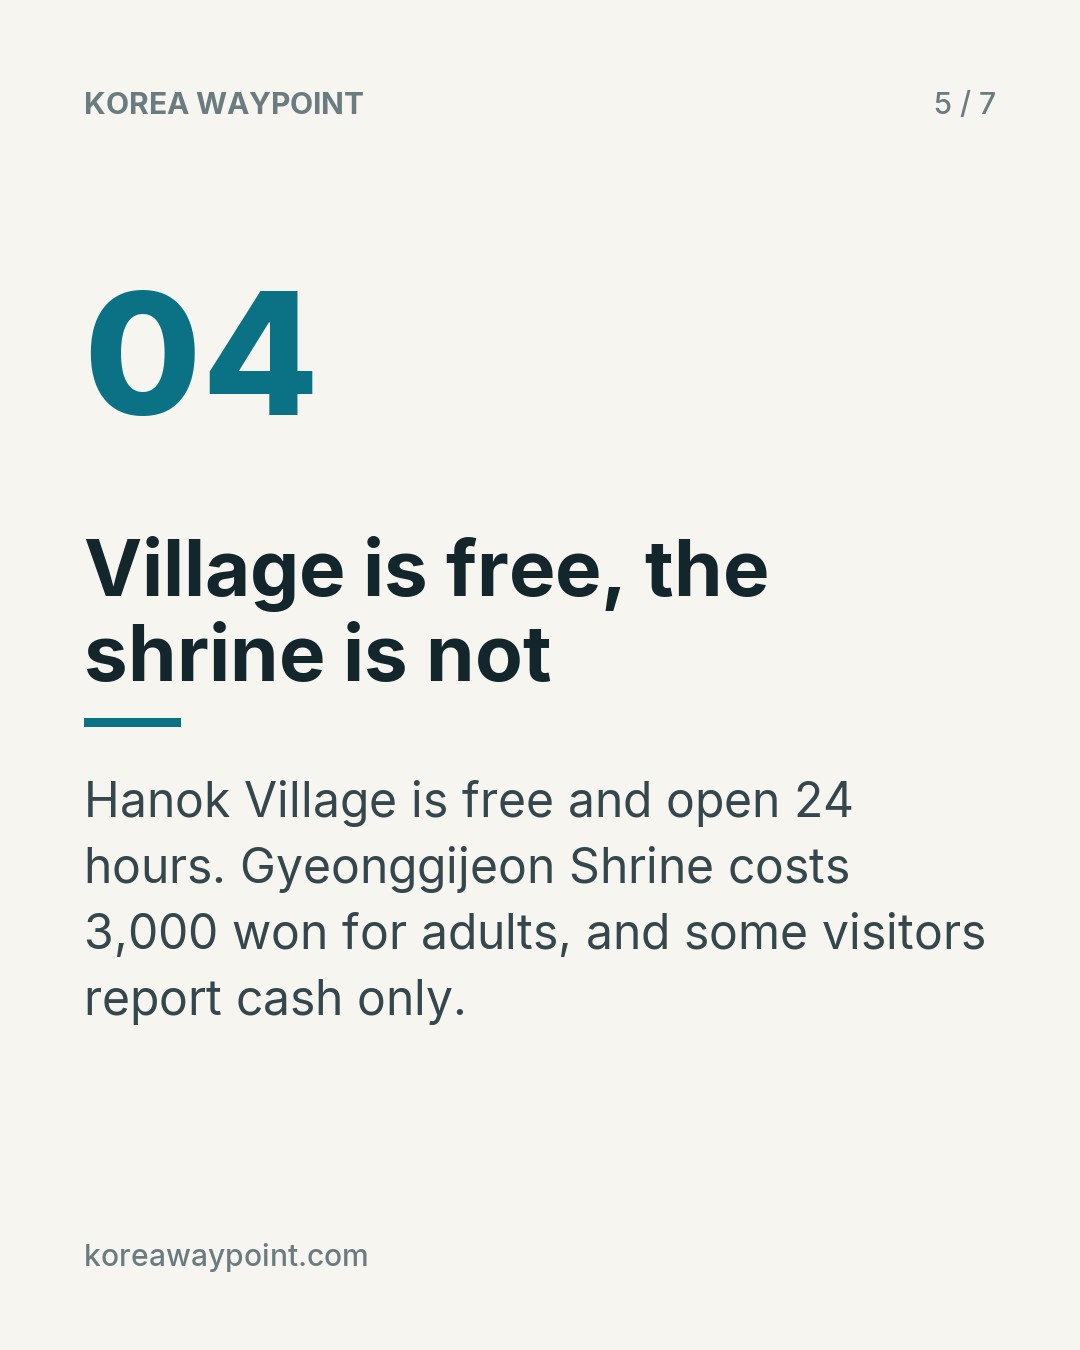 KOREA WAYPOINT
5 / 7
04
Village is free, the
shrine is not
Hanok Village is free and open 24
hours. Gyeonggijeon Shrine costs
3,000 won for adults, and some visitors
report cash only.
koreawaypoint.com